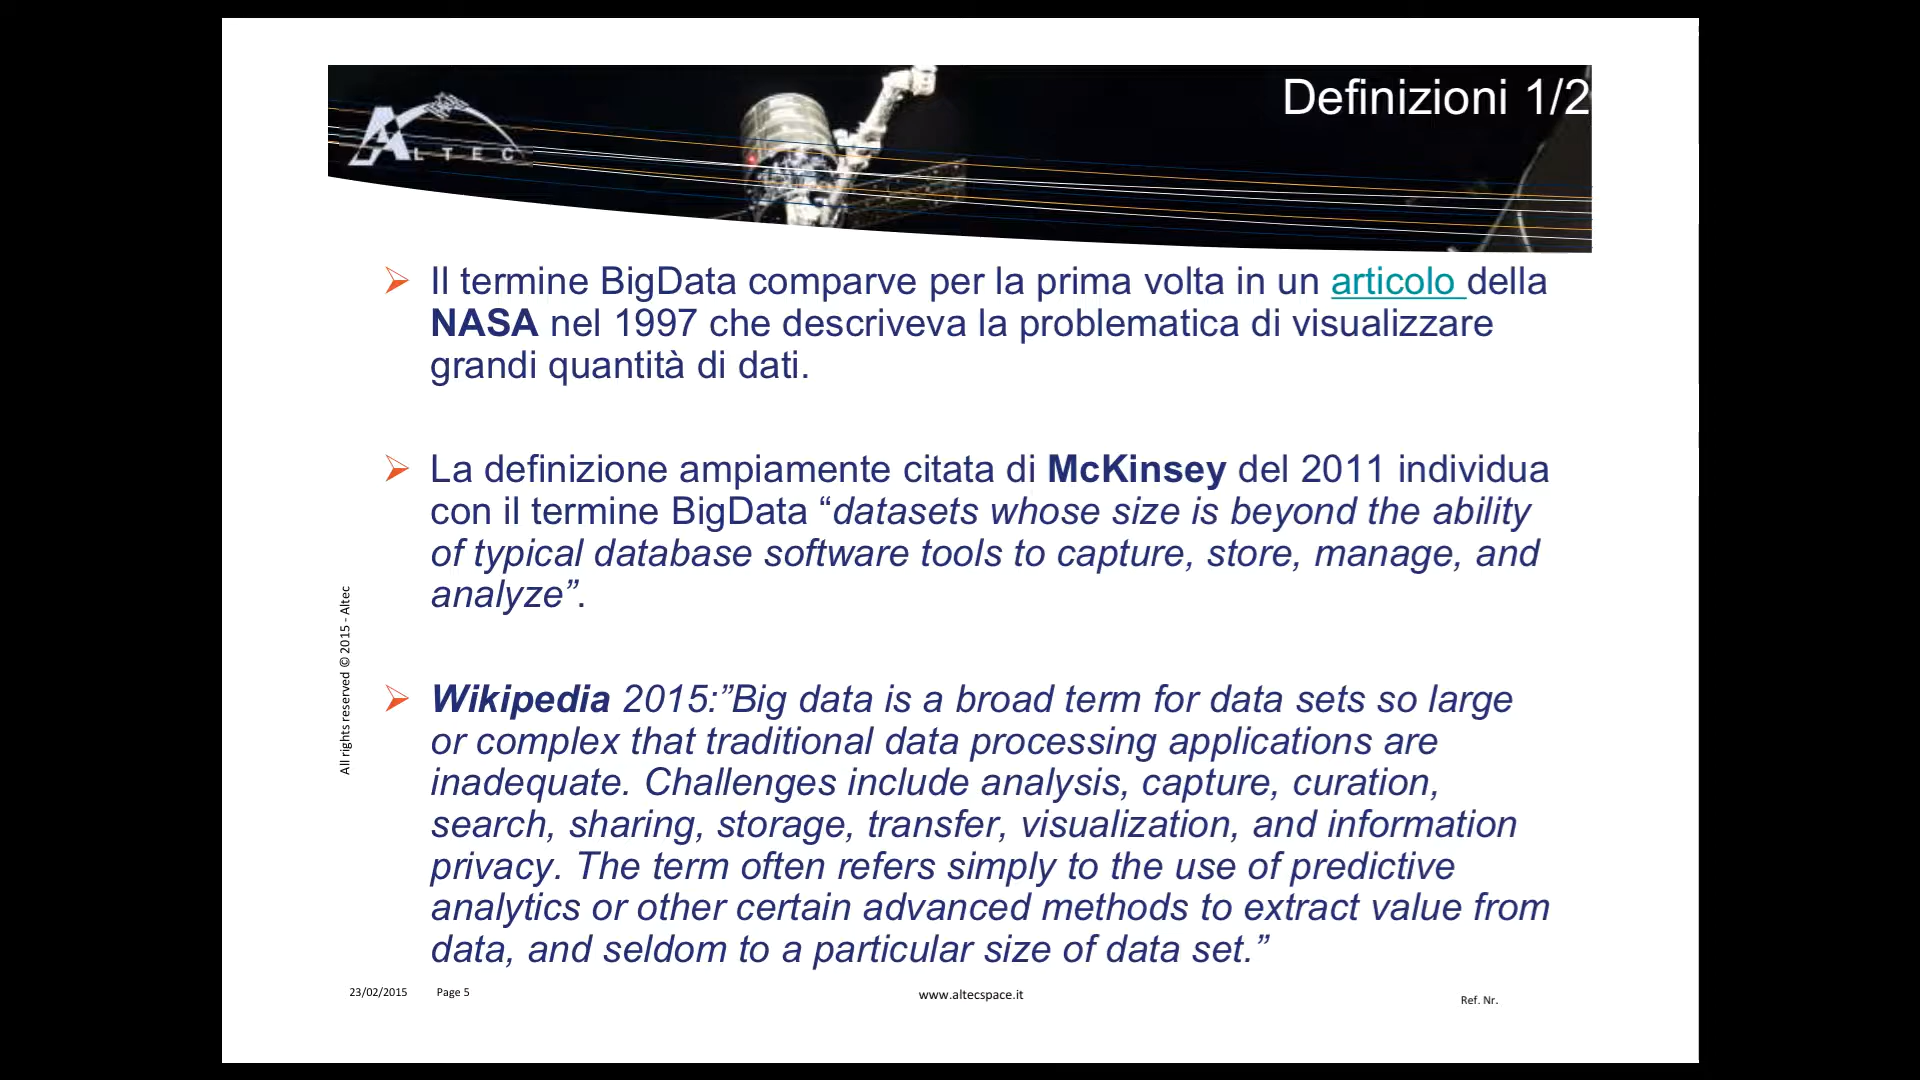 Definizioni 1/2
ALTEC
Il termine BigData comparve per la prima volta in un articolo della
NASA nel 1997 che descriveva la problematica di visualizzare
grandi quantità di dati.
La definizione ampiamente citata di McKinsey del 2011 individua
con il termine BigData “datasets whose size is beyond the ability
of typical database software tools to capture, store, manage, and
analyze”.
Wikipedia 2015:”Big data is a broad term for data sets so large
or complex that traditional data processing applications are
inadequate. Challenges include analysis, capture, curation,
search, sharing, storage, transfer, visualization, and information
privacy. The term often refers simply to the use of predictive
analytics or other certain advanced methods to extract value from
data, and seldom to a particular size of data set.”
All rights reserved © 2015 - Altec
23/02/2015 Page 5
www.altecspace.it
Ref. Nr.